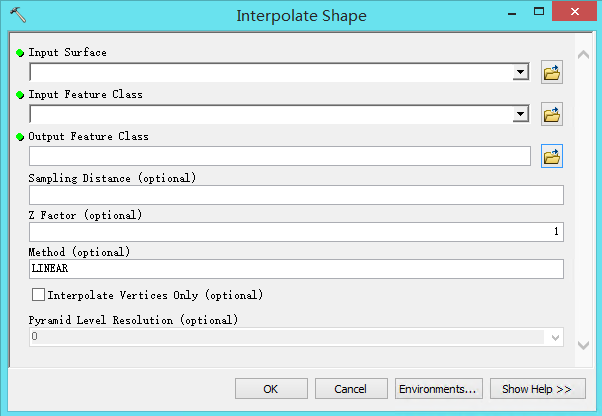 Interpolate Shape
Input Surface
Input Feature Class
Output Feature Class
Sampling Distance (optional)
Z Factor (optional)
1
Method (optional)
LINEAR
Interpolate Vertices Only (optional)
Pyramid Level Resolution (optional)
0
OK Cancel Environments... Show Help >>